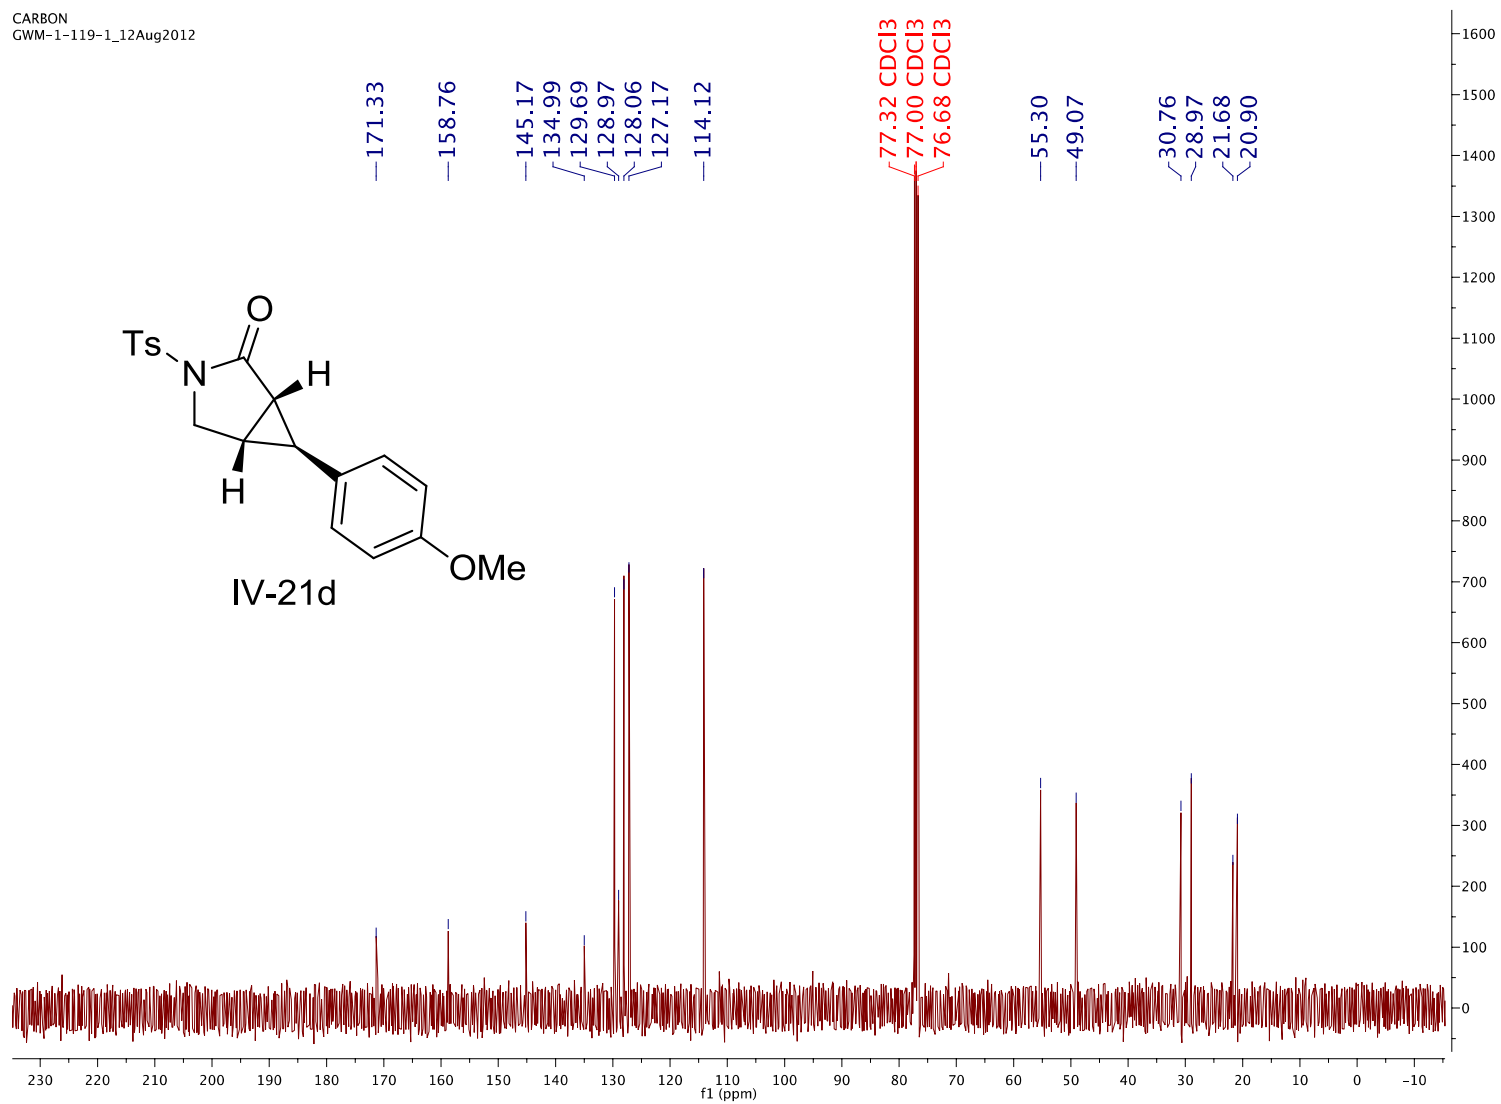 CARBON
GWM-1-119-1_12Aug2012
171.33
158.76
145.17
134.99
129.69
128.97
128.06
127.17
114.12
77.32 CDCl3
77.00 CDCl3
76.68 CDCl3
55.30
49.07
30.76
28.97
21.68
20.90
1600
1500
1400
1300
1200
1100
1000
900
800
700
600
500
400
300
200
100
0
O
Ts
N
H
H
OMe
IV-21d
230 220 210 200 190 180 170 160 150 140 130 120 110 100 90 80 70 60 50 40 30 20 10 0 -10
f1 (ppm)